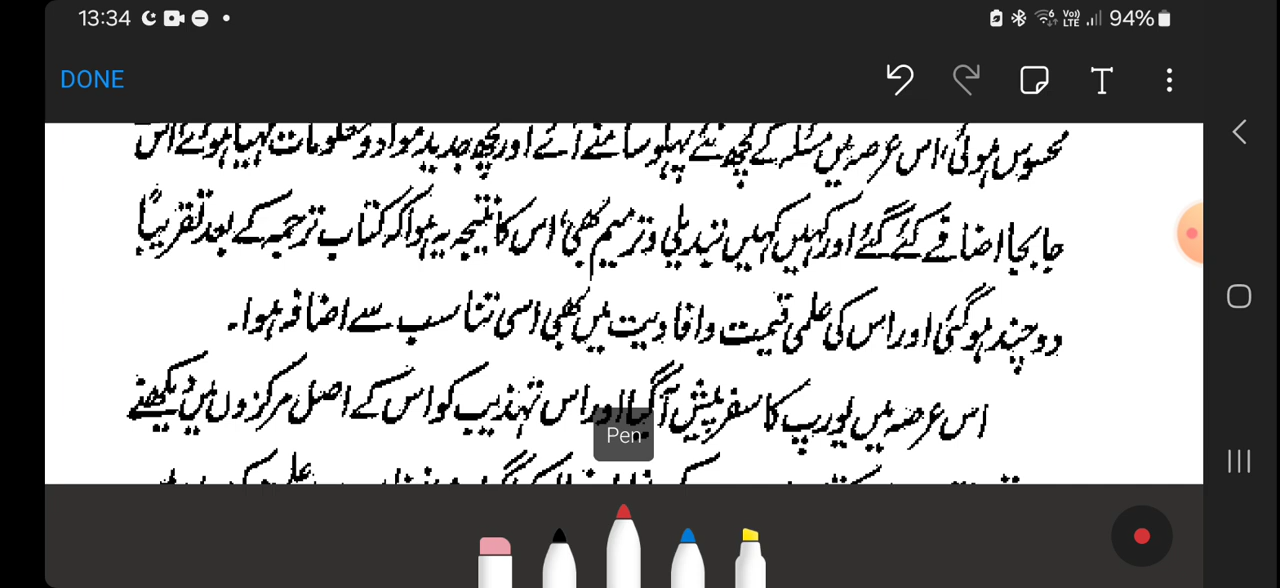 13:34
94%
DONE
محسوس ہوئی، اس عرصہ میں مسئلہ کے کچھ نئے پہلو سامنے آئے اور کچھ جدید مواد و معلومات مہیا ہوئے اس
جا بجا اضافے کئے گئے اور کہیں کہیں تبدیلی و ترمیم بھی، اس کا نتیجہ یہ ہوا کہ کتاب ترجمہ کے بعد تقریباً
دو چند ہو گئی اور اس کی علمی قیمت و افادیت میں بھی اسی تناسب سے اضافہ ہوا۔
اس عرصہ میں یورپ کا سفر پیش آ گیا اور اس تہذیب کو اس کے اصل مرکزوں میں دیکھنے
Pen